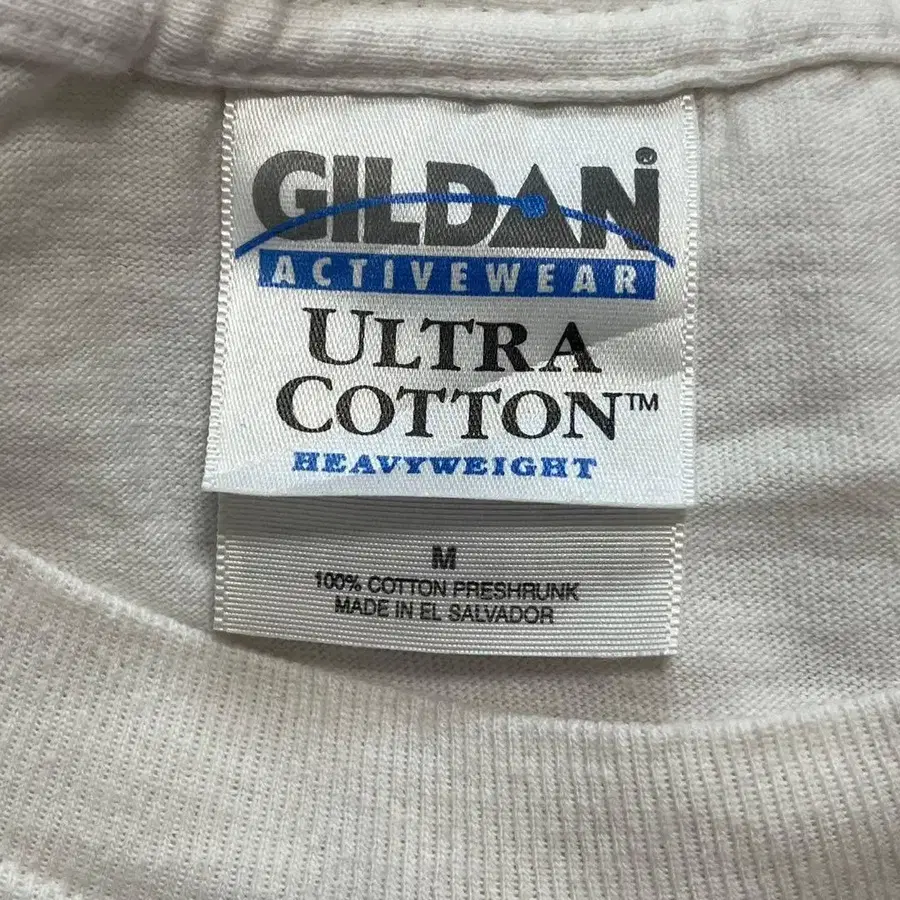 GILDAN®
ACTIVEWEAR
ULTRA
COTTON™
HEAVYWEIGHT
M
100% COTTON PRESHRUNK
MADE IN EL SALVADOR